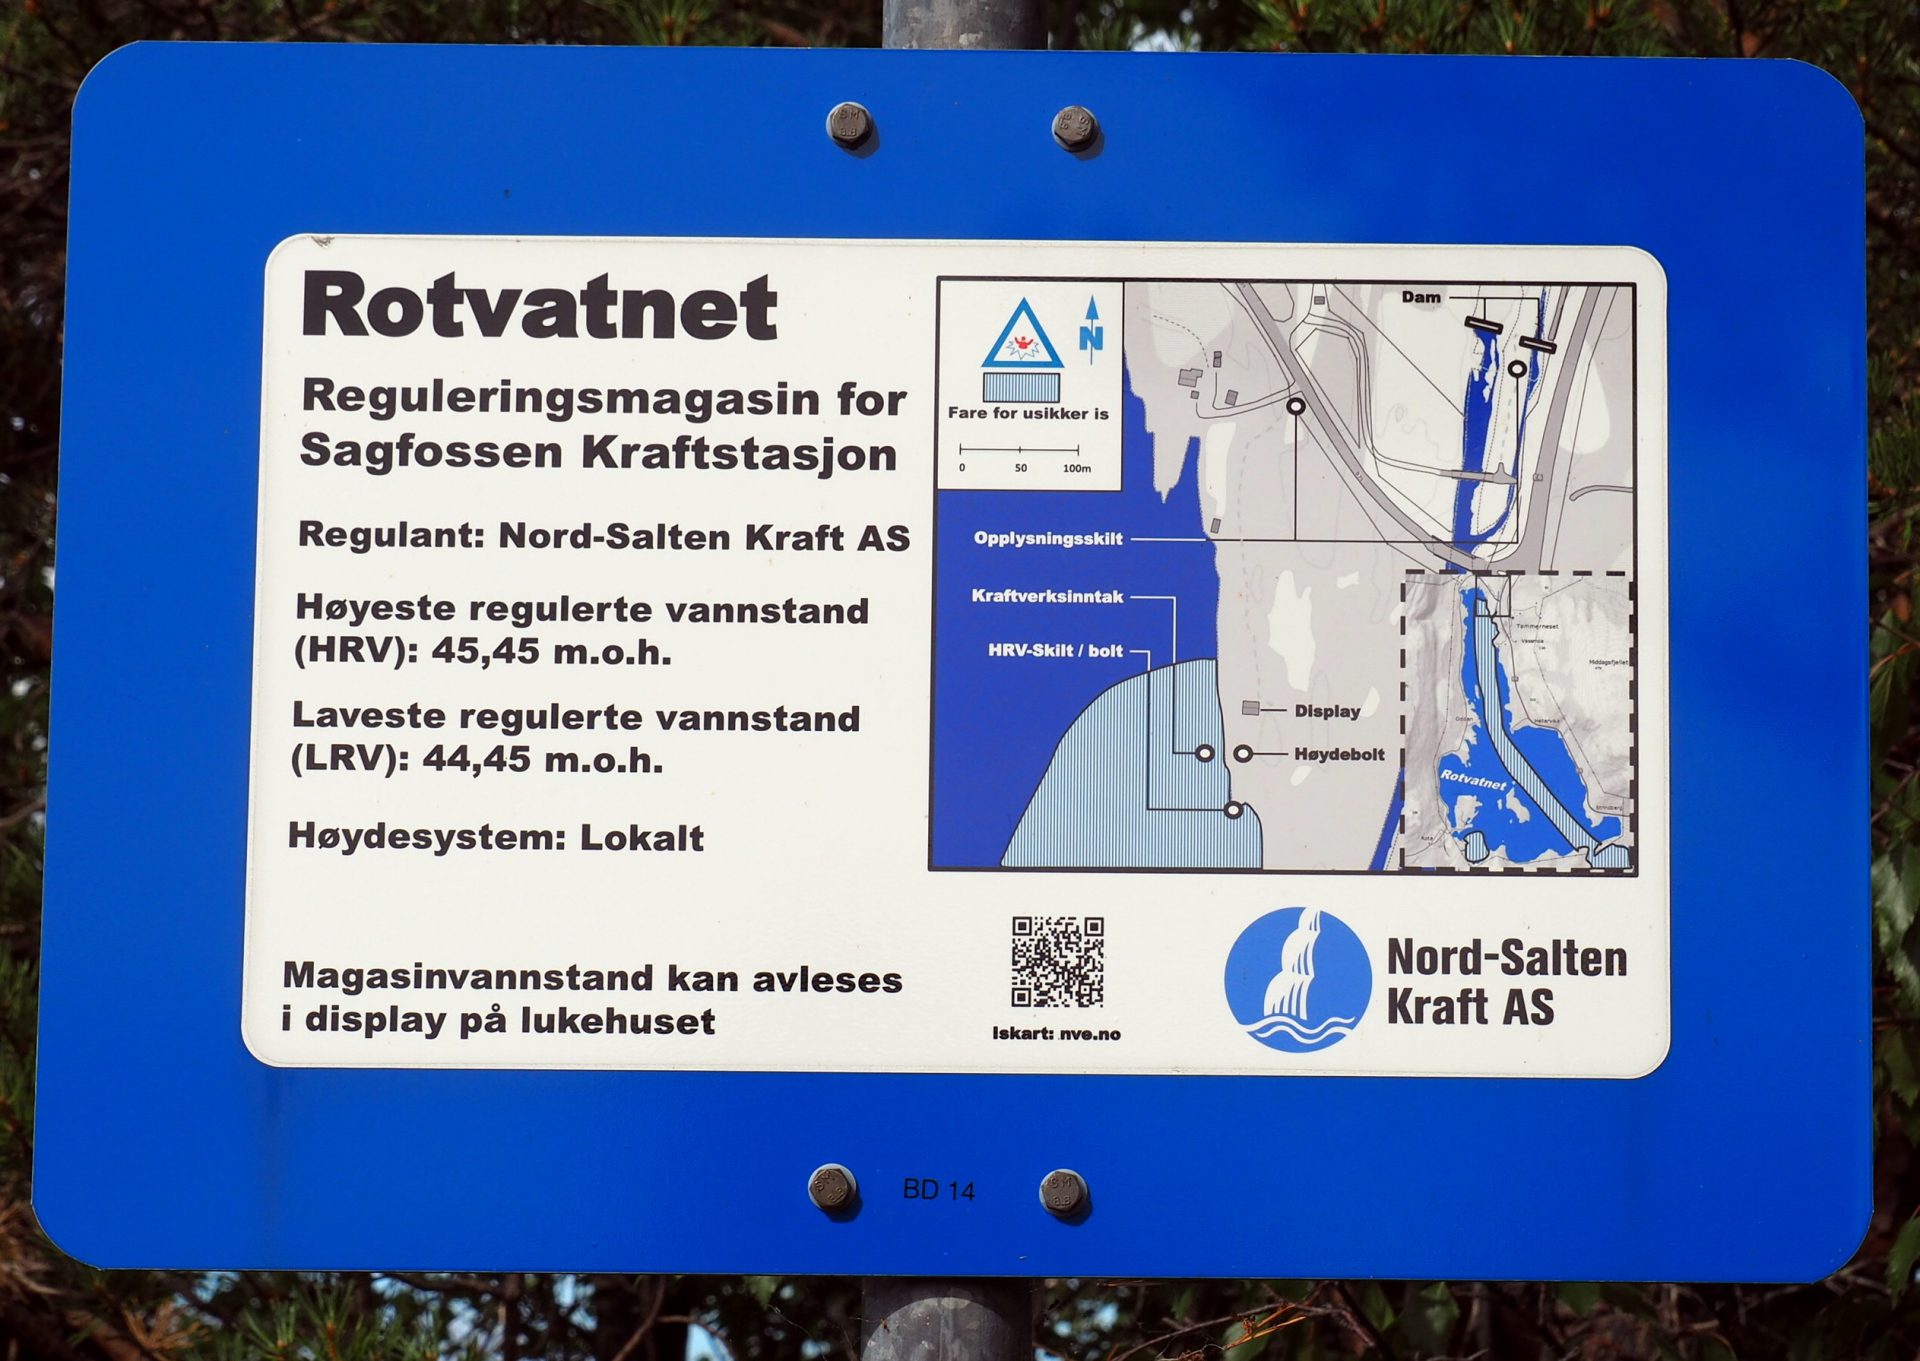 Rotvatnet
Reguleringsmagasin for
Sagfossen Kraftstasjon
Regulant: Nord-Salten Kraft AS
Høyeste regulerte vannstand
(HRV): 45,45 m.o.h.
Laveste regulerte vannstand
(LRV): 44,45 m.o.h.
Høydesystem: Lokalt
Magasinvannstand kan avleses
i display på lukehuset
N
Fare for usikker is
0 50 100m
Dam
Opplysningsskilt
Kraftverksinntak
HRV-Skilt / bolt
Display
Høydebolt
Tømmerneset
Middagsfjellet
Rotvatnet
Iskart: nve.no
Nord-Salten
Kraft AS
BD 14